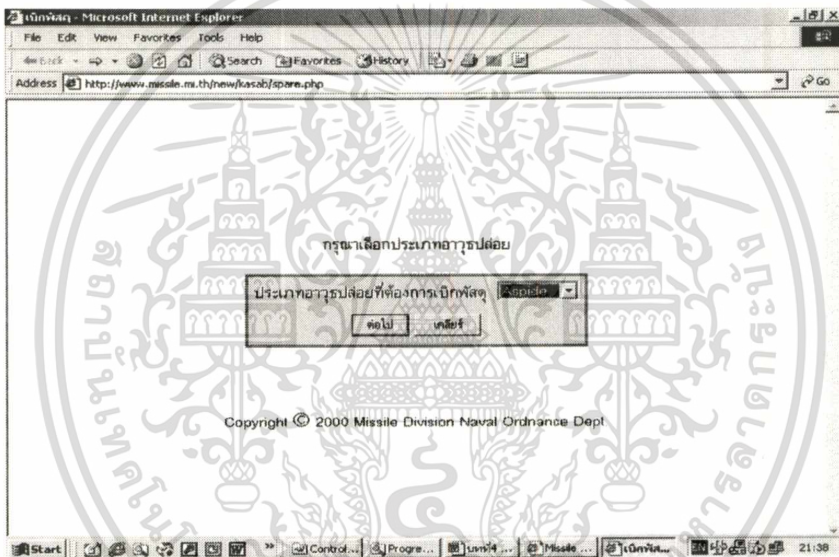 เบิกพัสดุ - Microsoft Internet Explorer
File Edit View Favorites Tools Help
Back Search Favorites History
Address http://www.missile.mi.th/new/kasab/spare.php Go
กรุณาเลือกประเภทอาวุธปล่อย
ประเภทอาวุธปล่อยที่ต้องการเบิกพัสดุ Aspide
ต่อไป เคลียร์
Copyright © 2000 Missile Division Naval Ordnance Dept
Start Control... Progre... บทที่4 ... Missile ... เบิกพัส... 21:38